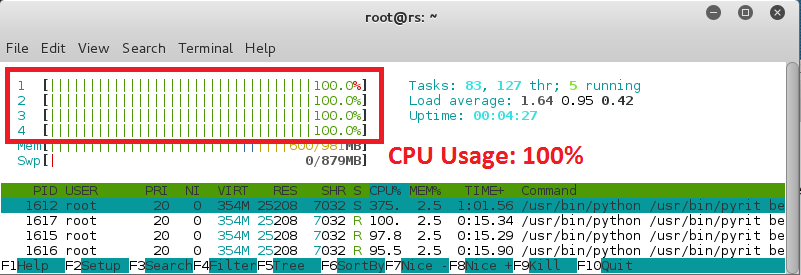 root@rs: ~
File Edit View Search Terminal Help
1 [||||||||||||||||||||||||||||||||||100.0%] Tasks: 83, 127 thr; 5 running
2 [||||||||||||||||||||||||||||||||||100.0%] Load average: 1.64 0.95 0.42
3 [||||||||||||||||||||||||||||||||||100.0%] Uptime: 00:04:27
4 [||||||||||||||||||||||||||||||||||100.0%]
Mem[||||||||||||||||||||||||||||||600/981MB]
Swp[| 0/879MB]
CPU Usage: 100%
PID USER PRI NI VIRT RES SHR S CPU% MEM% TIME+ Command
1612 root 20 0 354M 25208 7032 S 375. 2.5 1:01.56 /usr/bin/python /usr/bin/pyrit be
1617 root 20 0 354M 25208 7032 R 100. 2.5 0:15.34 /usr/bin/python /usr/bin/pyrit be
1615 root 20 0 354M 25208 7032 R 97.8 2.5 0:15.29 /usr/bin/python /usr/bin/pyrit be
1616 root 20 0 354M 25208 7032 R 95.5 2.5 0:15.90 /usr/bin/python /usr/bin/pyrit be
F1Help F2Setup F3SearchF4FilterF5Tree F6SortByF7Nice -F8Nice +F9Kill F10Quit